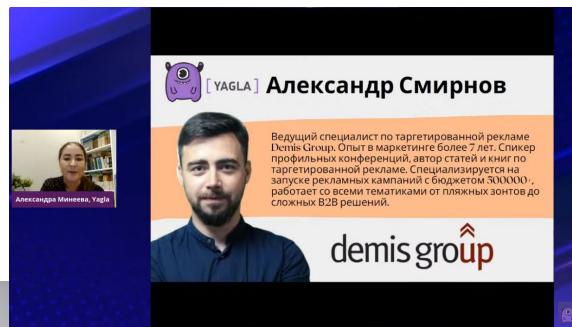 [ YAGLA ] Александр Смирнов
Ведущий специалист по таргетированной рекламе
Demis Group. Опыт в маркетинге более 7 лет. Спикер
профильных конференций, автор статей и книг по
таргетированной рекламе. Специализируется на
запуске рекламных кампаний с бюджетом 500000+,
работает со всеми тематиками от пляжных зонтов до
сложных B2B решений.
Александра Минеева, Yagla
demis group